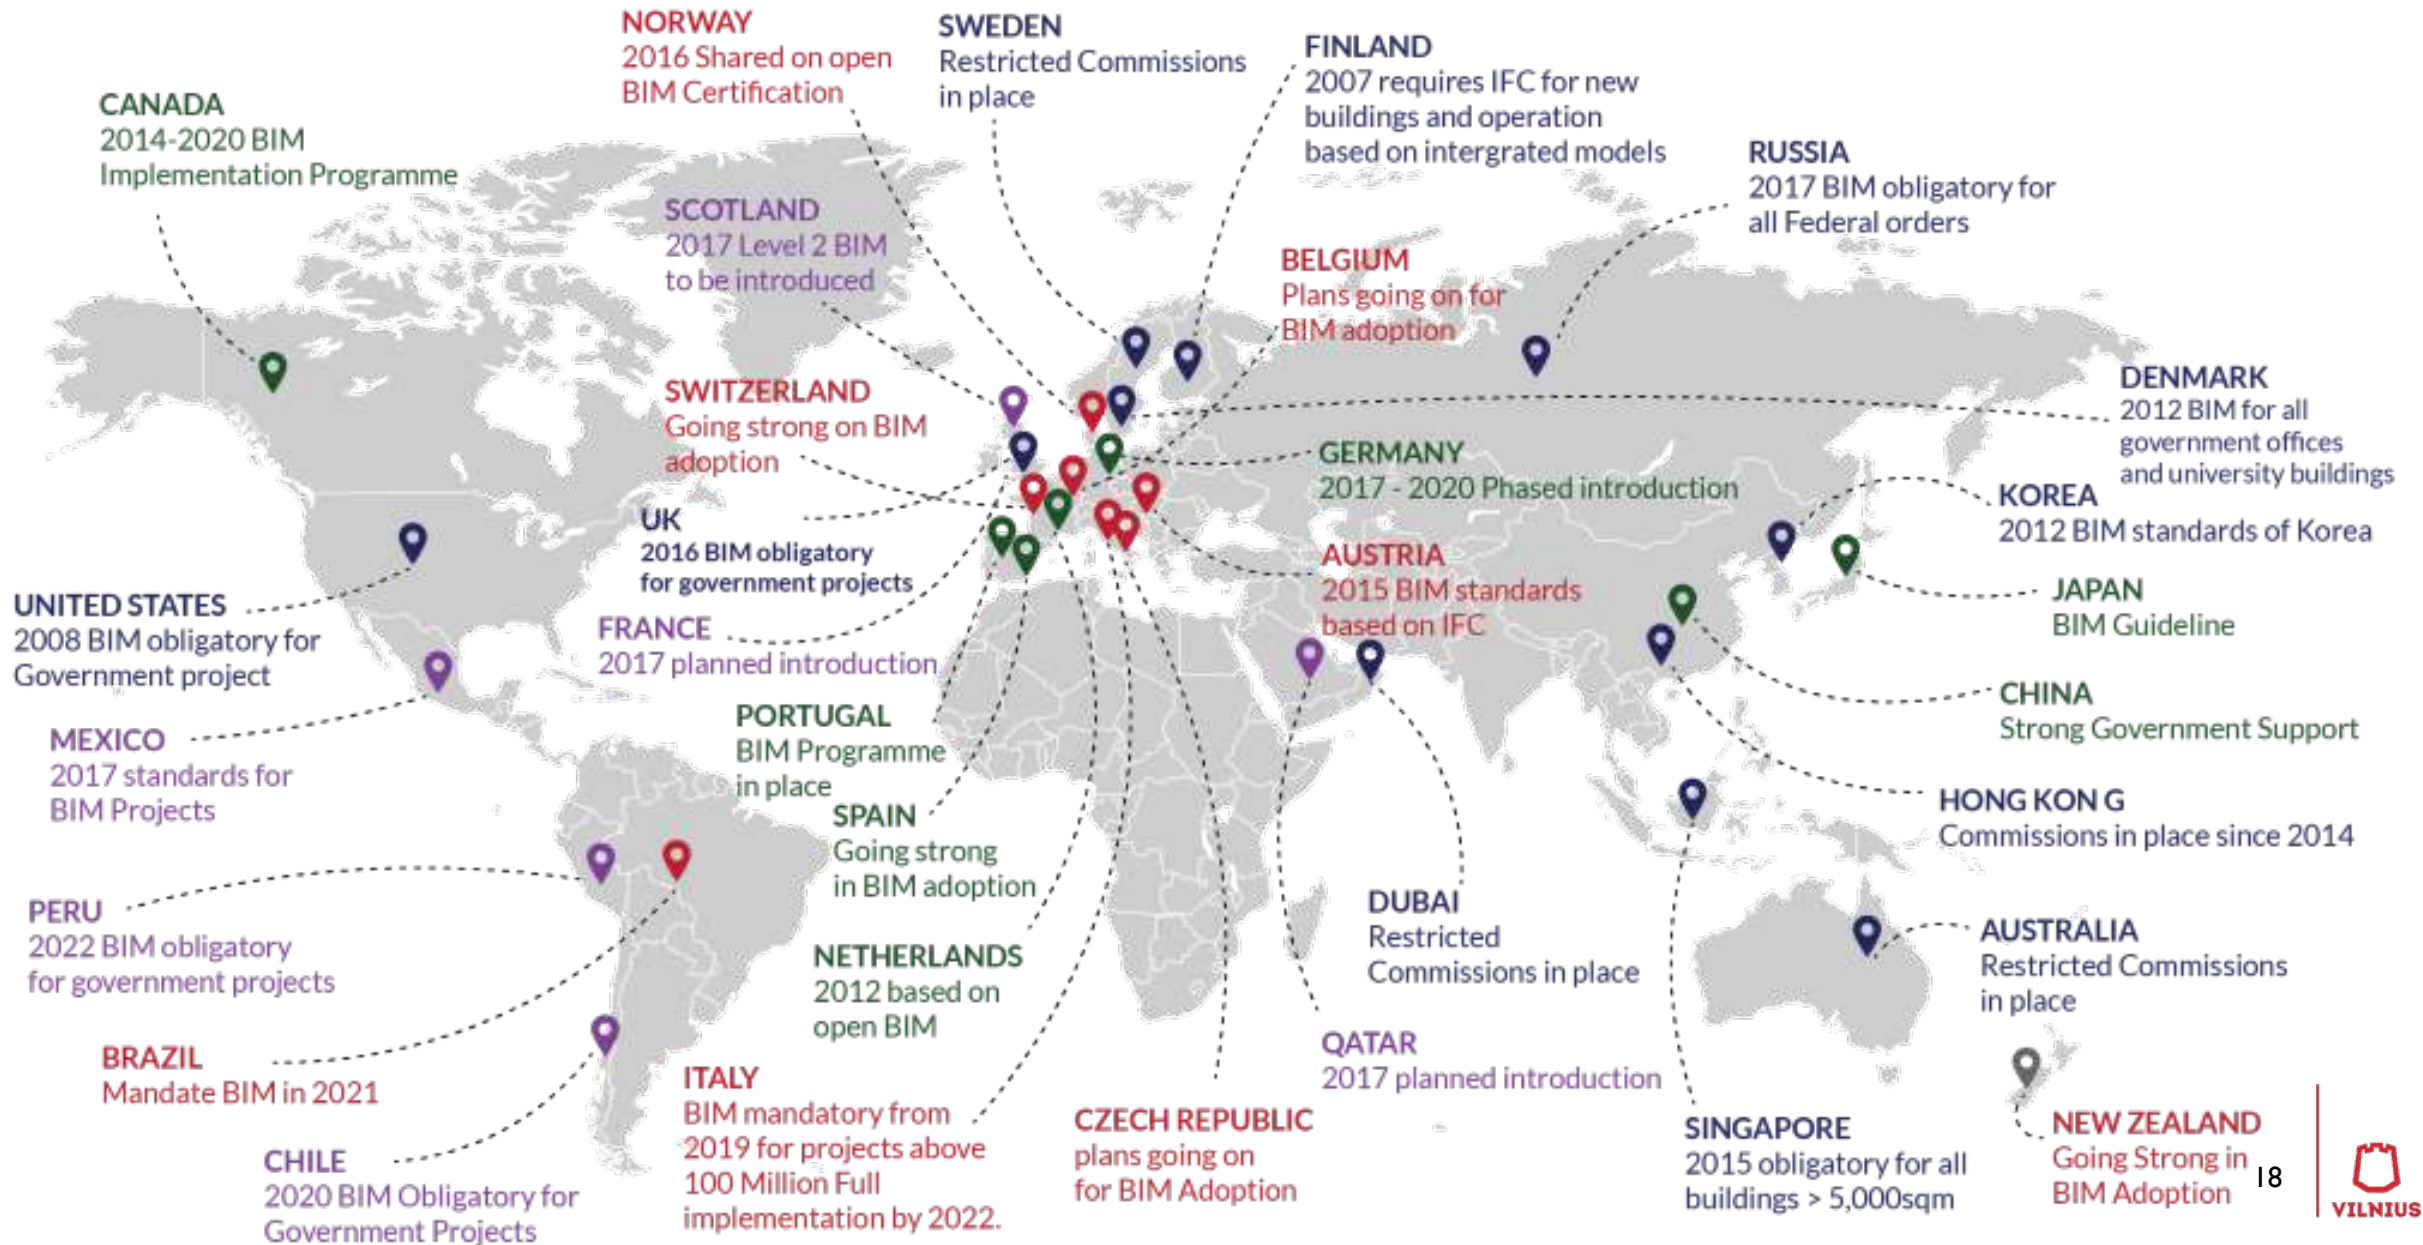 NORWAY
2016 Shared on open
BIM Certification
SWEDEN
Restricted Commissions
in place
FINLAND
2007 requires IFC for new
buildings and operation
based on intergrated models
CANADA
2014-2020 BIM
Implementation Programme
RUSSIA
2017 BIM obligatory for
all Federal orders
SCOTLAND
2017 Level 2 BIM
to be introduced
BELGIUM
Plans going on for
BIM adoption
SWITZERLAND
Going strong on BIM
adoption
DENMARK
2012 BIM for all
government offices
and university buildings
GERMANY
2017 - 2020 Phased introduction
KOREA
2012 BIM standards of Korea
UK
2016 BIM obligatory
for government projects
AUSTRIA
2015 BIM standards
based on IFC
JAPAN
BIM Guideline
UNITED STATES
2008 BIM obligatory for
Government project
FRANCE
2017 planned introduction
CHINA
Strong Government Support
MEXICO
2017 standards for
BIM Projects
PORTUGAL
BIM Programme
in place
HONG KON G
Commissions in place since 2014
SPAIN
Going strong
in BIM adoption
PERU
2022 BIM obligatory
for government projects
DUBAI
Restricted
Commissions in place
AUSTRALIA
Restricted Commissions
in place
NETHERLANDS
2012 based on
open BIM
QATAR
2017 planned introduction
BRAZIL
Mandate BIM in 2021
ITALY
BIM mandatory from
2019 for projects above
100 Million Full
implementation by 2022.
CZECH REPUBLIC
plans going on
for BIM Adoption
SINGAPORE
2015 obligatory for all
buildings > 5,000sqm
NEW ZEALAND
Going Strong in
BIM Adoption
CHILE
2020 BIM Obligatory for
Government Projects
18
VILNIUS